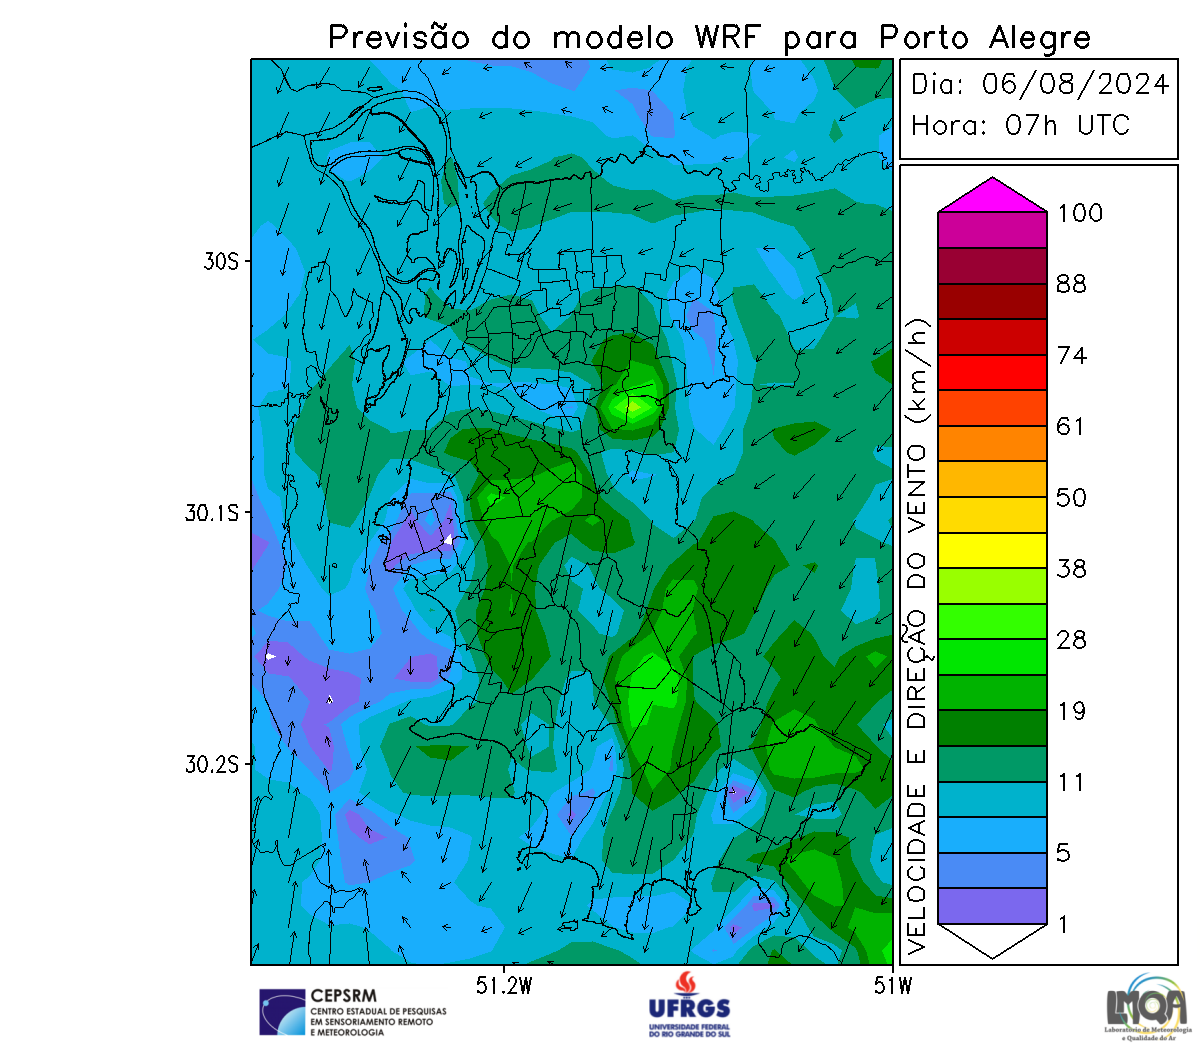 Previsão do modelo WRF para Porto Alegre
Dia: 06/08/2024
Hora: 07h UTC
VELOCIDADE E DIREÇÃO DO VENTO (km/h)
100
88
74
61
50
38
28
19
11
5
1
30S
30.1S
30.2S
51.2W
51W
CEPSRM
CENTRO ESTADUAL DE PESQUISAS
EM SENSORIAMENTO REMOTO
E METEOROLOGIA
UFRGS
UNIVERSIDADE FEDERAL
DO RIO GRANDE DO SUL
LMQA
Laboratório de Meteorologia
e Qualidade do Ar